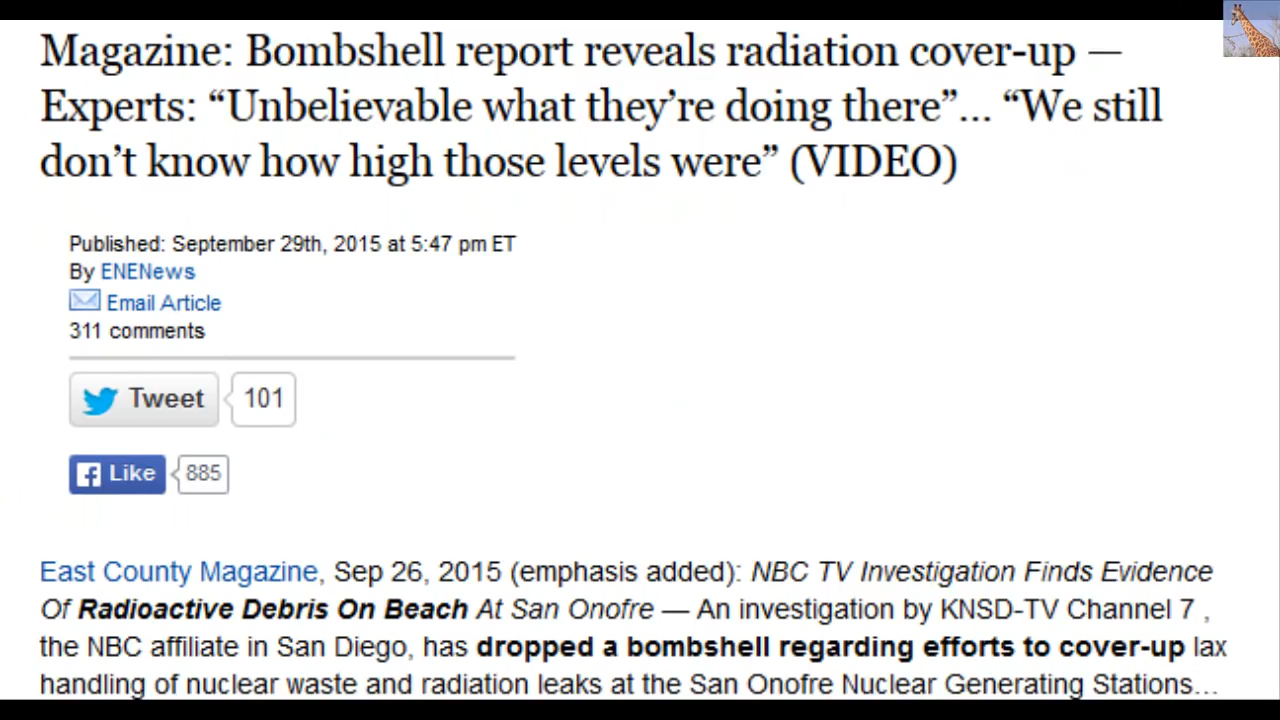 Magazine: Bombshell report reveals radiation cover-up —
Experts: “Unbelievable what they’re doing there”... “We still
don’t know how high those levels were” (VIDEO)
Published: September 29th, 2015 at 5:47 pm ET
By ENENews
Email Article
311 comments
Tweet 101
Like 885
East County Magazine, Sep 26, 2015 (emphasis added): NBC TV Investigation Finds Evidence
Of Radioactive Debris On Beach At San Onofre — An investigation by KNSD-TV Channel 7 ,
the NBC affiliate in San Diego, has dropped a bombshell regarding efforts to cover-up lax
handling of nuclear waste and radiation leaks at the San Onofre Nuclear Generating Stations...